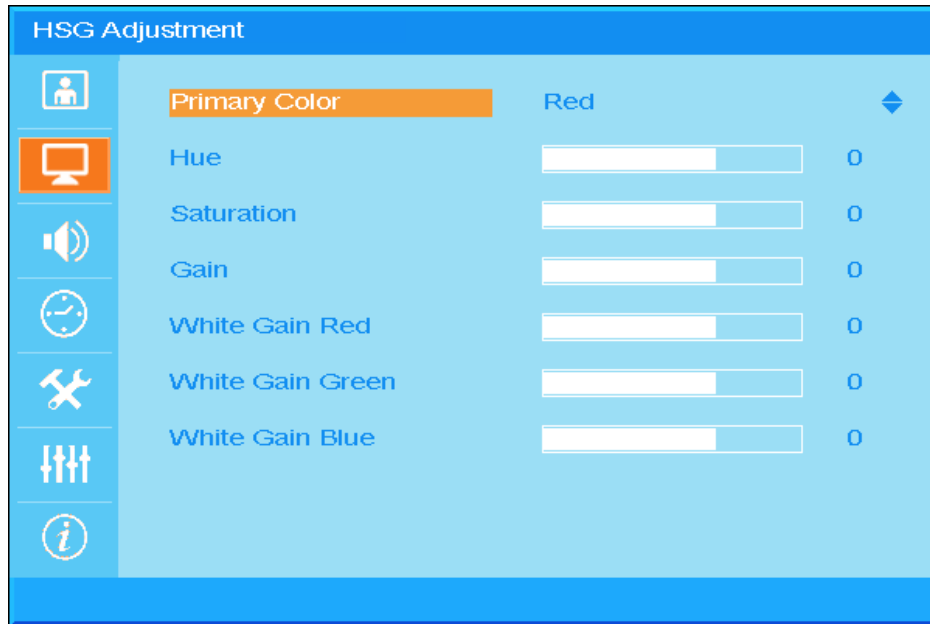 HSG Adjustment
Primary Color Red
Hue 0
Saturation 0
Gain 0
White Gain Red 0
White Gain Green 0
White Gain Blue 0
i